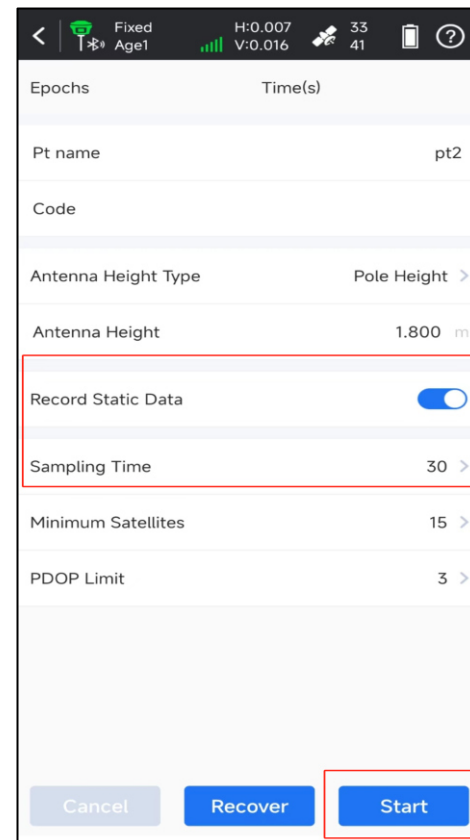 Fixed H:0.007 33
Age1 V:0.016 41
Epochs Time(s)
Pt name pt2
Code
Antenna Height Type Pole Height >
Antenna Height 1.800 m
Record Static Data
Sampling Time 30 >
Minimum Satellites 15 >
PDOP Limit 3 >
Cancel Recover Start